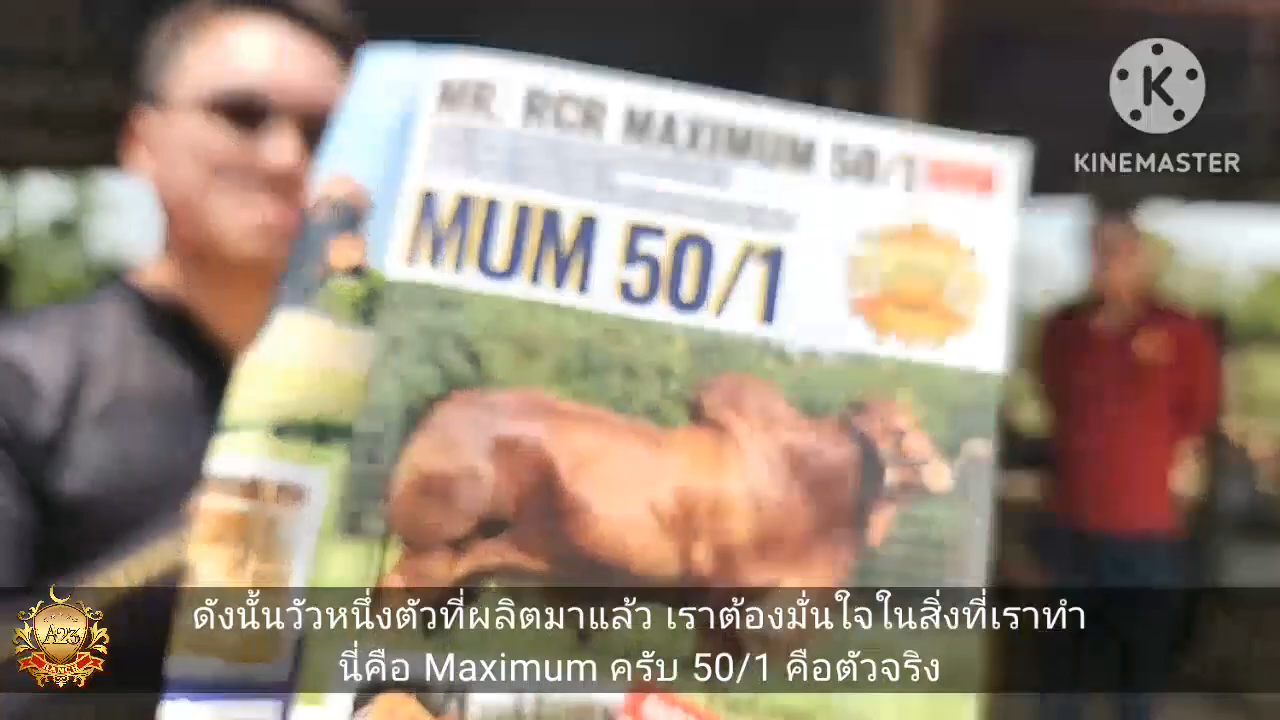 KINEMASTER
MR. RCR MAXIMUM 50/1
MUM 50/1
A23
RANCH
ดังนั้นวัวหนึ่งตัวที่ผลิตมาแล้ว เราต้องมั่นใจในสิ่งที่เราทำ
นี่คือ Maximum ครับ 50/1 คือตัวจริง